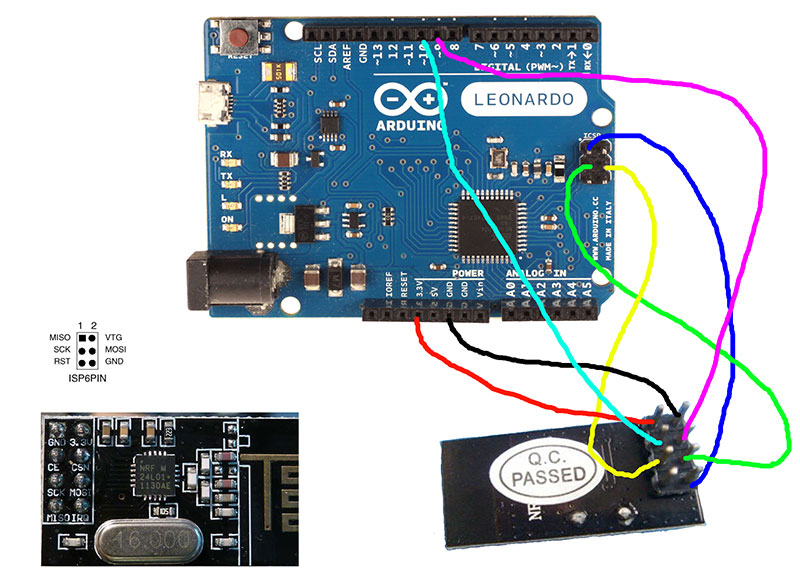 RESET
SCL
SDA
AREF
GND
~13
12
~11
~10
~9
8
7
~6
~5
4
~3
2
TX→1
RX←0
DIGITAL (PWM~)
ARDUINO
LEONARDO
ICSP
RX
TX
L
ON
WWW.ARDUINO.CC
MADE IN ITALY
POWER
ANALOG IN
IOREF
RESET
3.3V
5V
GND
GND
Vin
A0
A1
A2
A3
A4
A5
1 2
MISO VTG
SCK MOSI
RST GND
ISP6PIN
GND 3.3V
CE CSN
SCK MOSI
MISO IRQ
NRF W
24L01+
1130AE
16.000
Q.C.
PASSED